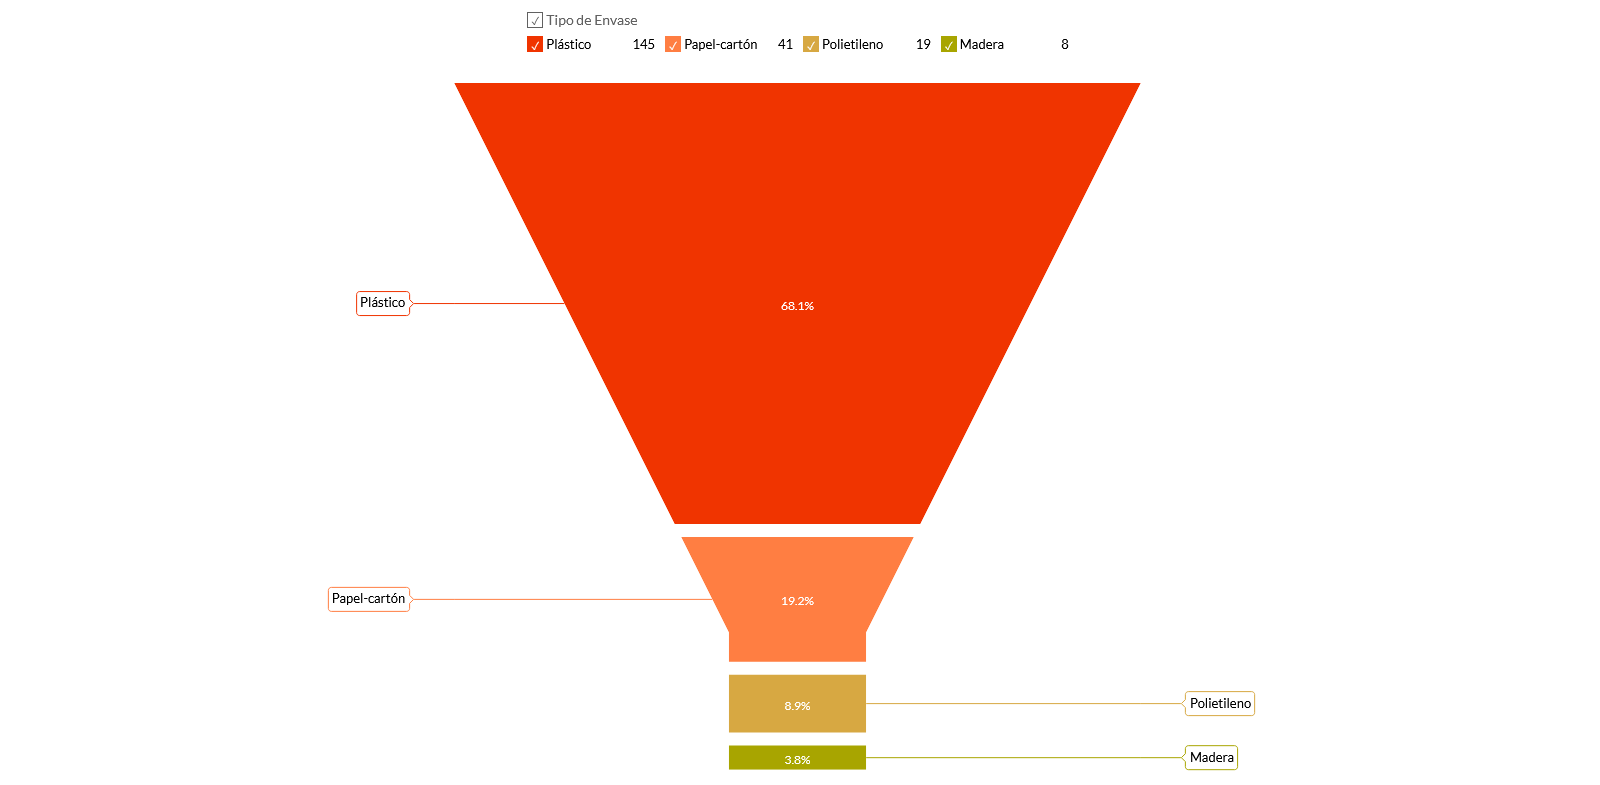 Tipo de Envase
Plástico 145 Papel-cartón 41 Polietileno 19 Madera 8
Plástico
68.1%
Papel-cartón
19.2%
8.9%
Polietileno
3.8%
Madera